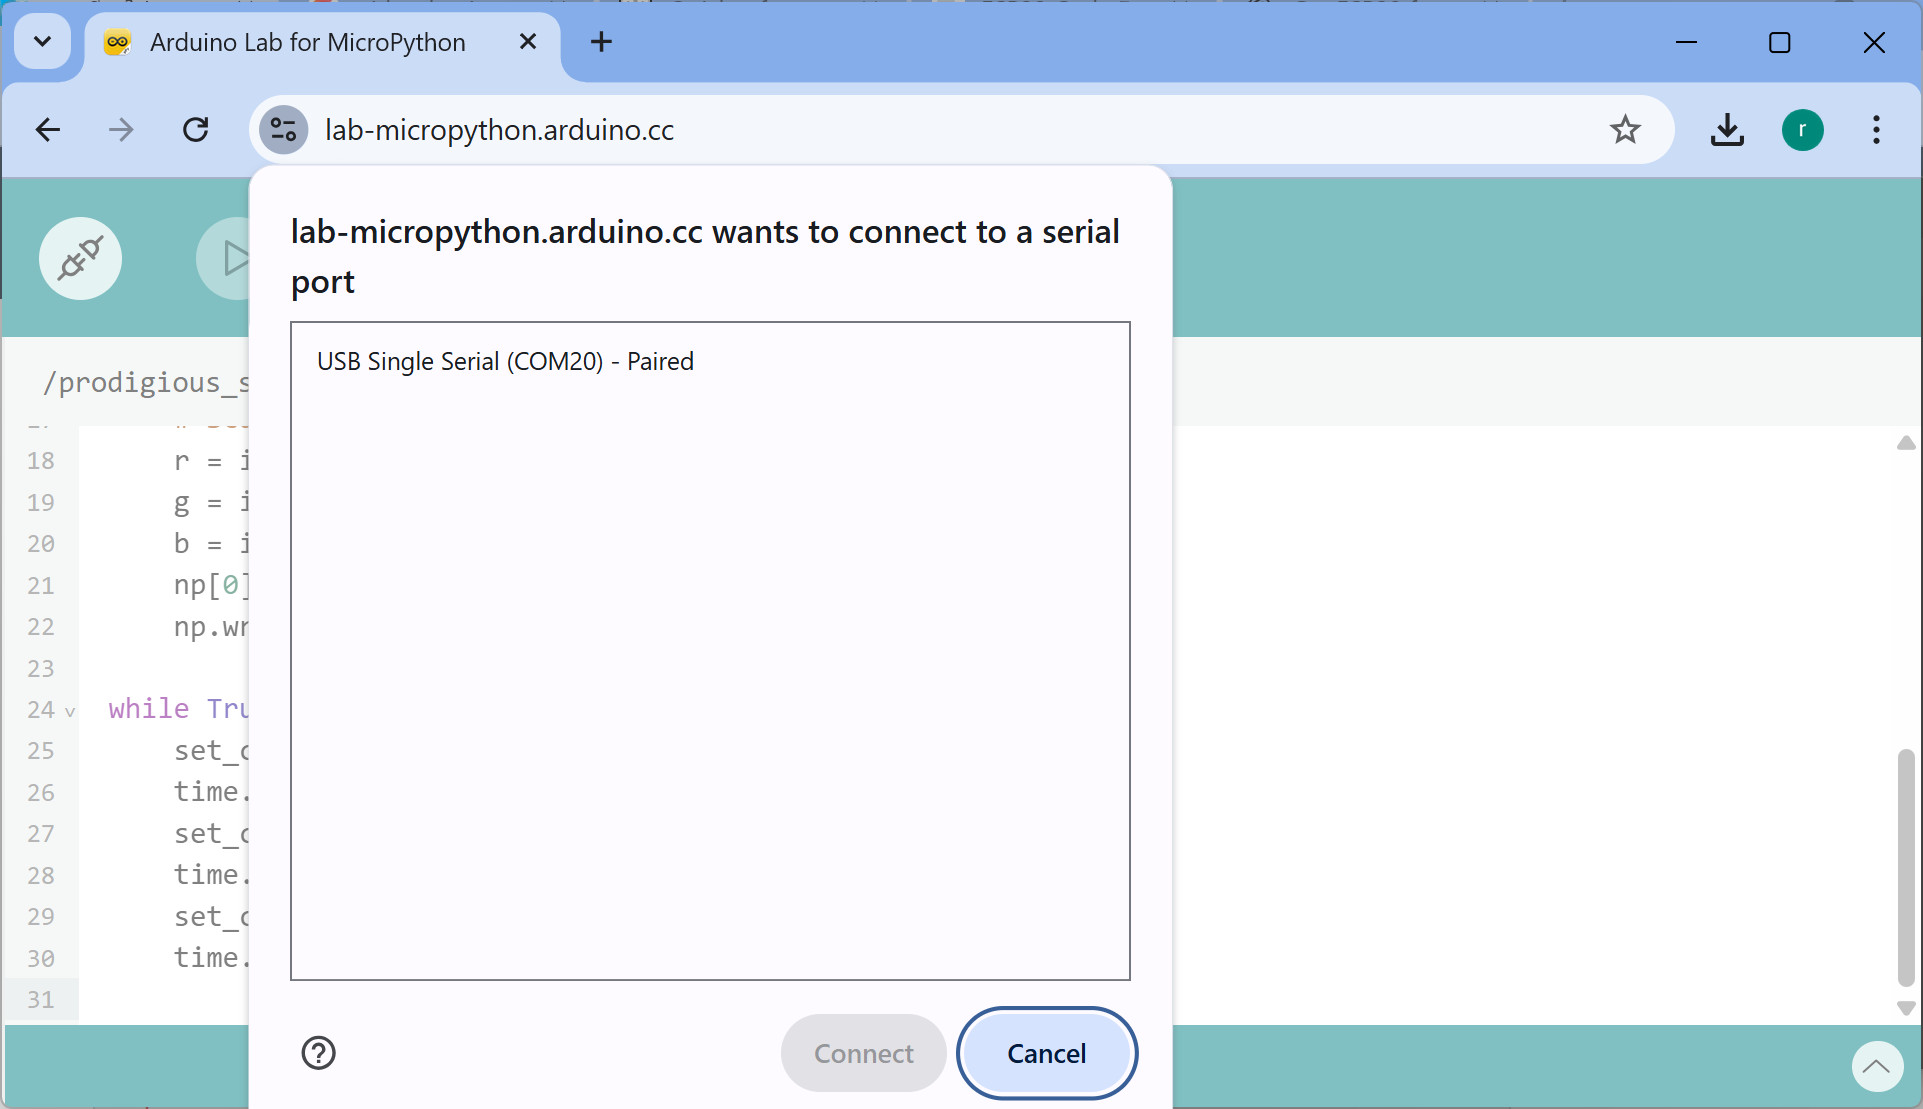 Arduino Lab for MicroPython
lab-micropython.arduino.cc
r
lab-micropython.arduino.cc wants to connect to a serial
port
USB Single Serial (COM20) - Paired
/prodigious_s
18 r = i
19 g = i
20 b = i
21 np[0]
22 np.wr
23
24 while Tru
25 set_c
26 time.
27 set_c
28 time.
29 set_c
30 time.
31
Connect
Cancel